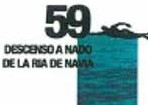 59
DESCENSO A NADO
DE LA RIA DE NAVIA